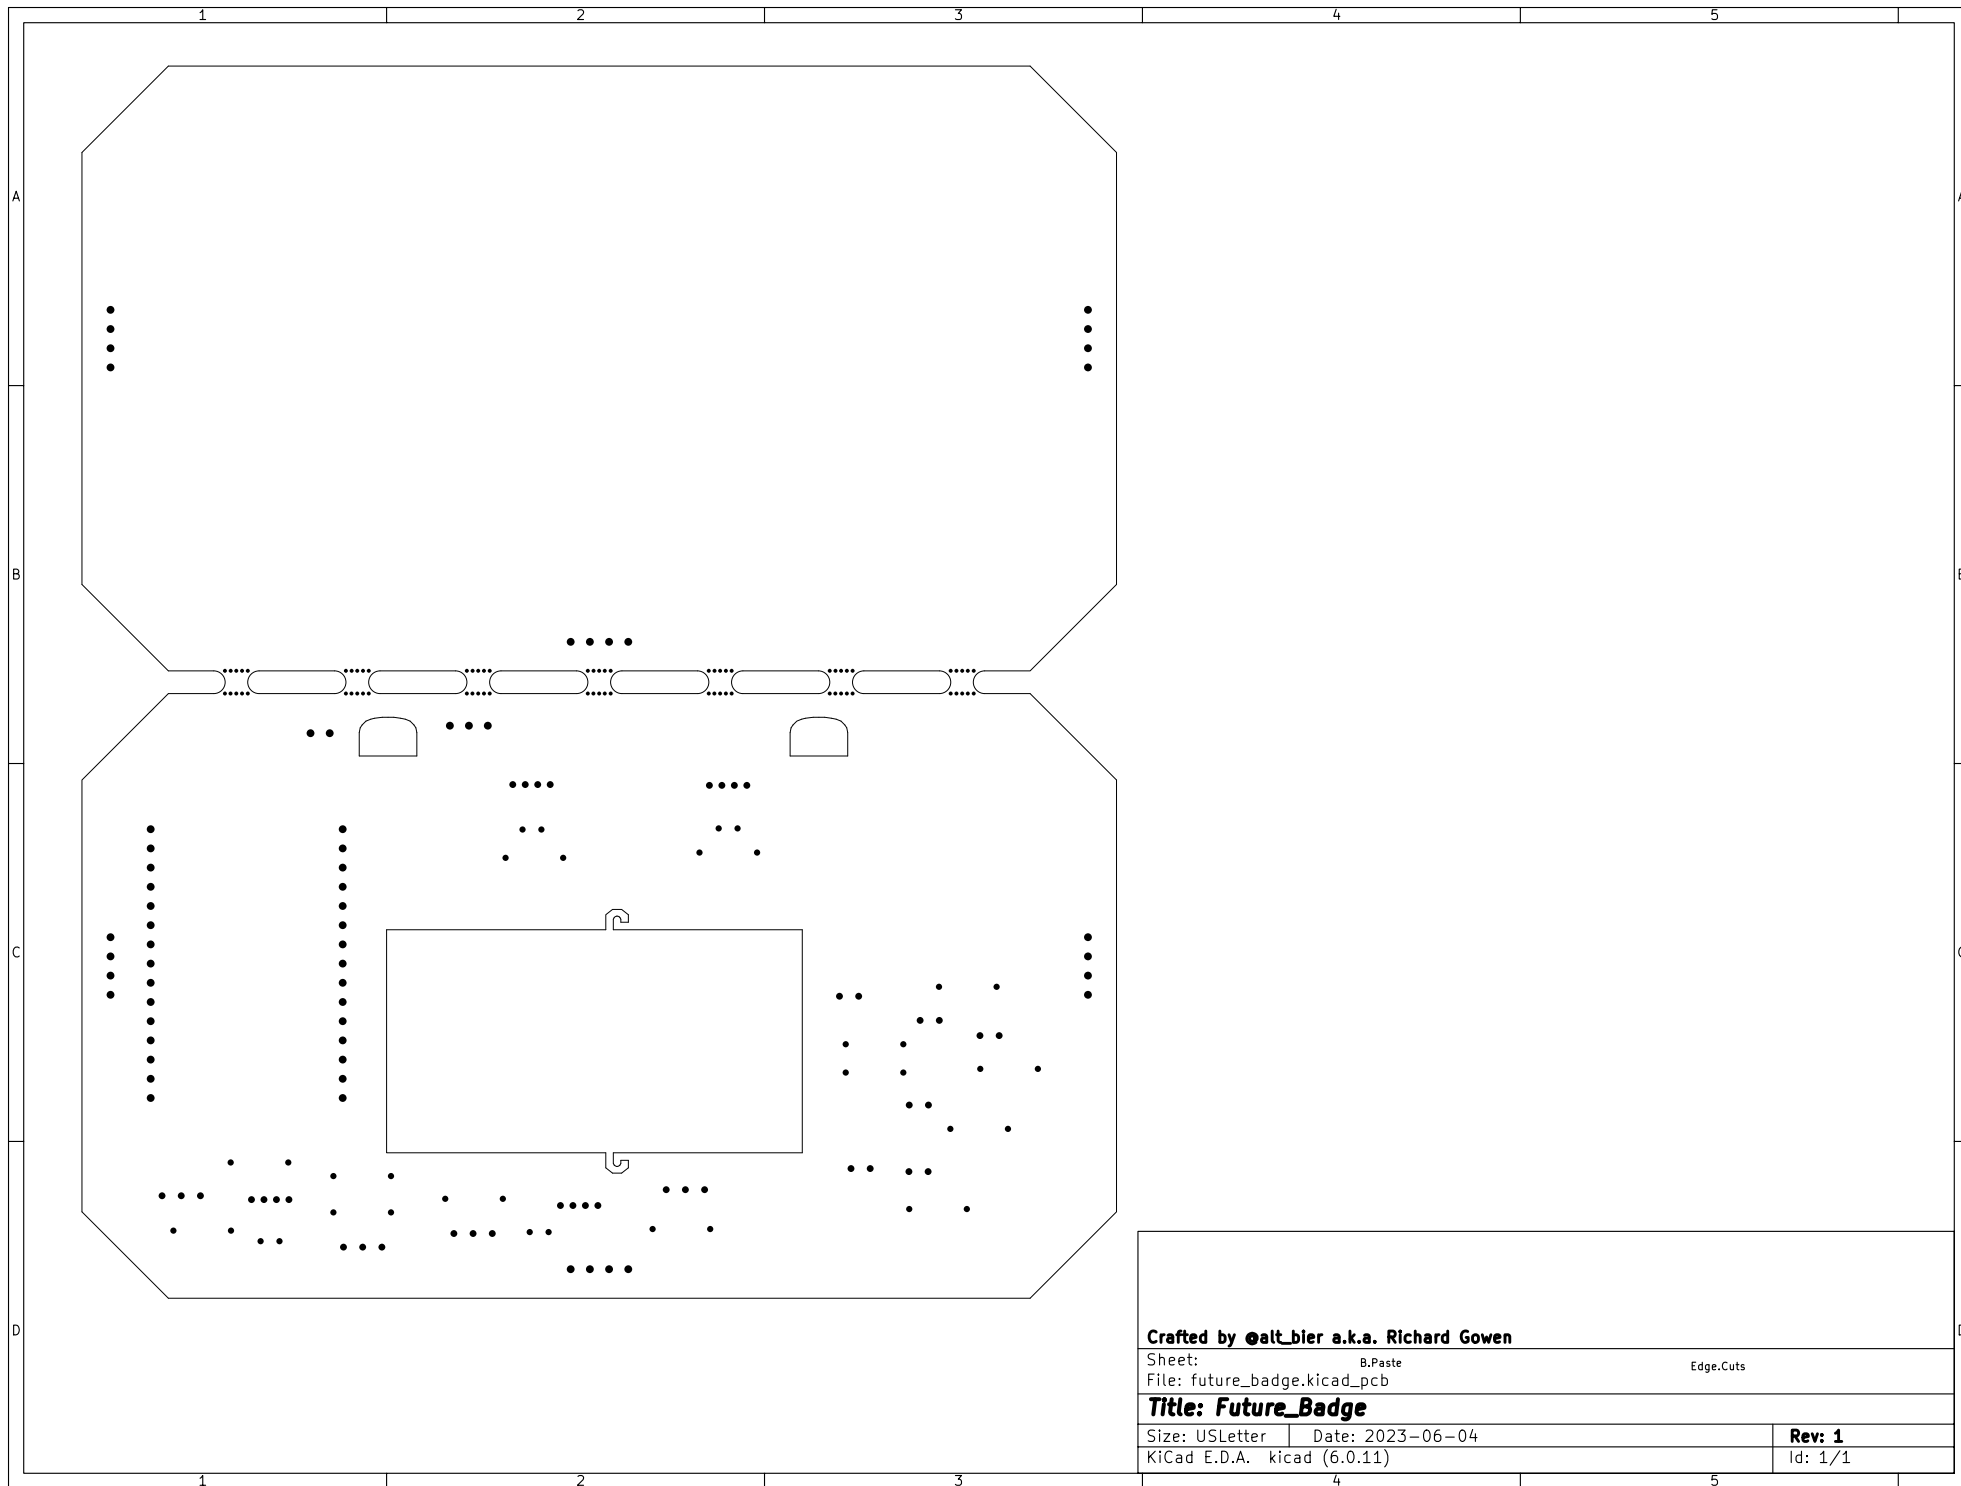 1 2 3 4 5
A A
B B
C C
D D
Crafted by @alt_bier a.k.a. Richard Gowen
Sheet: B.Paste Edge.Cuts
File: future_badge.kicad_pcb
Title: Future_Badge
Size: USLetter Date: 2023-06-04 Rev: 1
KiCad E.D.A. kicad (6.0.11) Id: 1/1
1 2 3 4 5